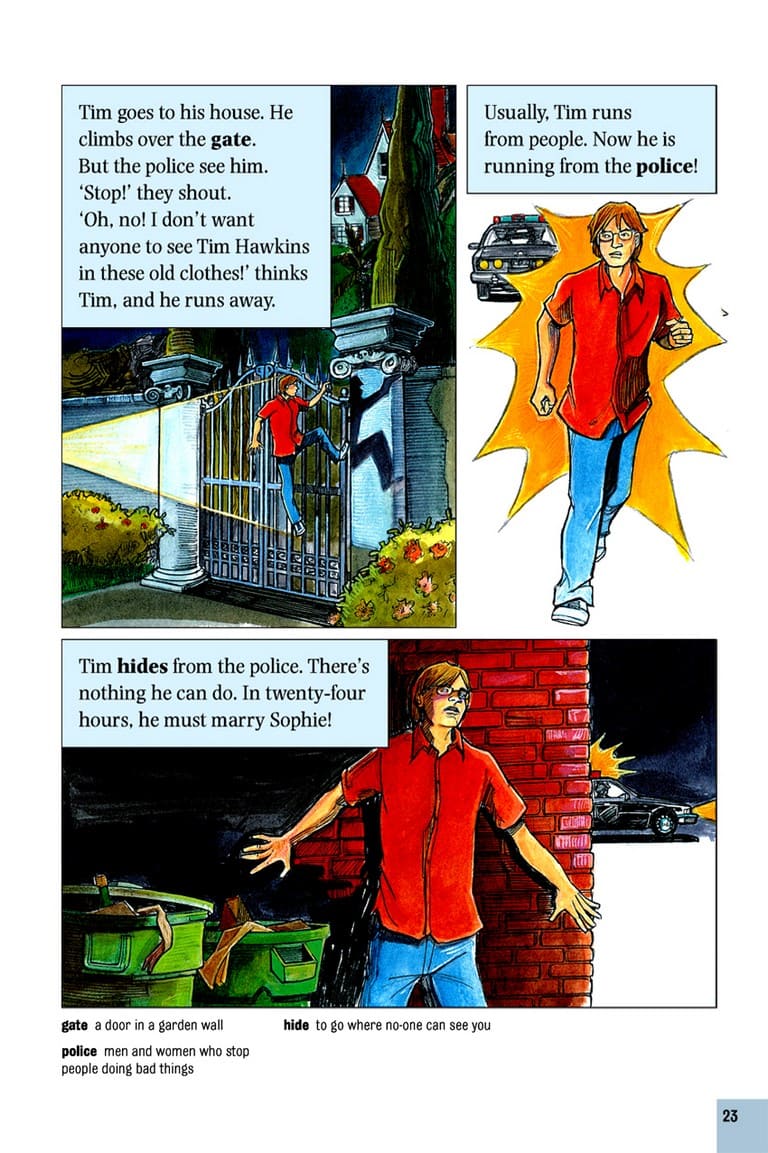 Tim goes to his house. He
climbs over the gate.
But the police see him.
‘Stop!’ they shout.
‘Oh, no! I don’t want
anyone to see Tim Hawkins
in these old clothes!’ thinks
Tim, and he runs away.
Usually, Tim runs
from people. Now he is
running from the police!
Tim hides from the police. There’s
nothing he can do. In twenty-four
hours, he must marry Sophie!
gate a door in a garden wall
hide to go where no-one can see you
police men and women who stop
people doing bad things
23